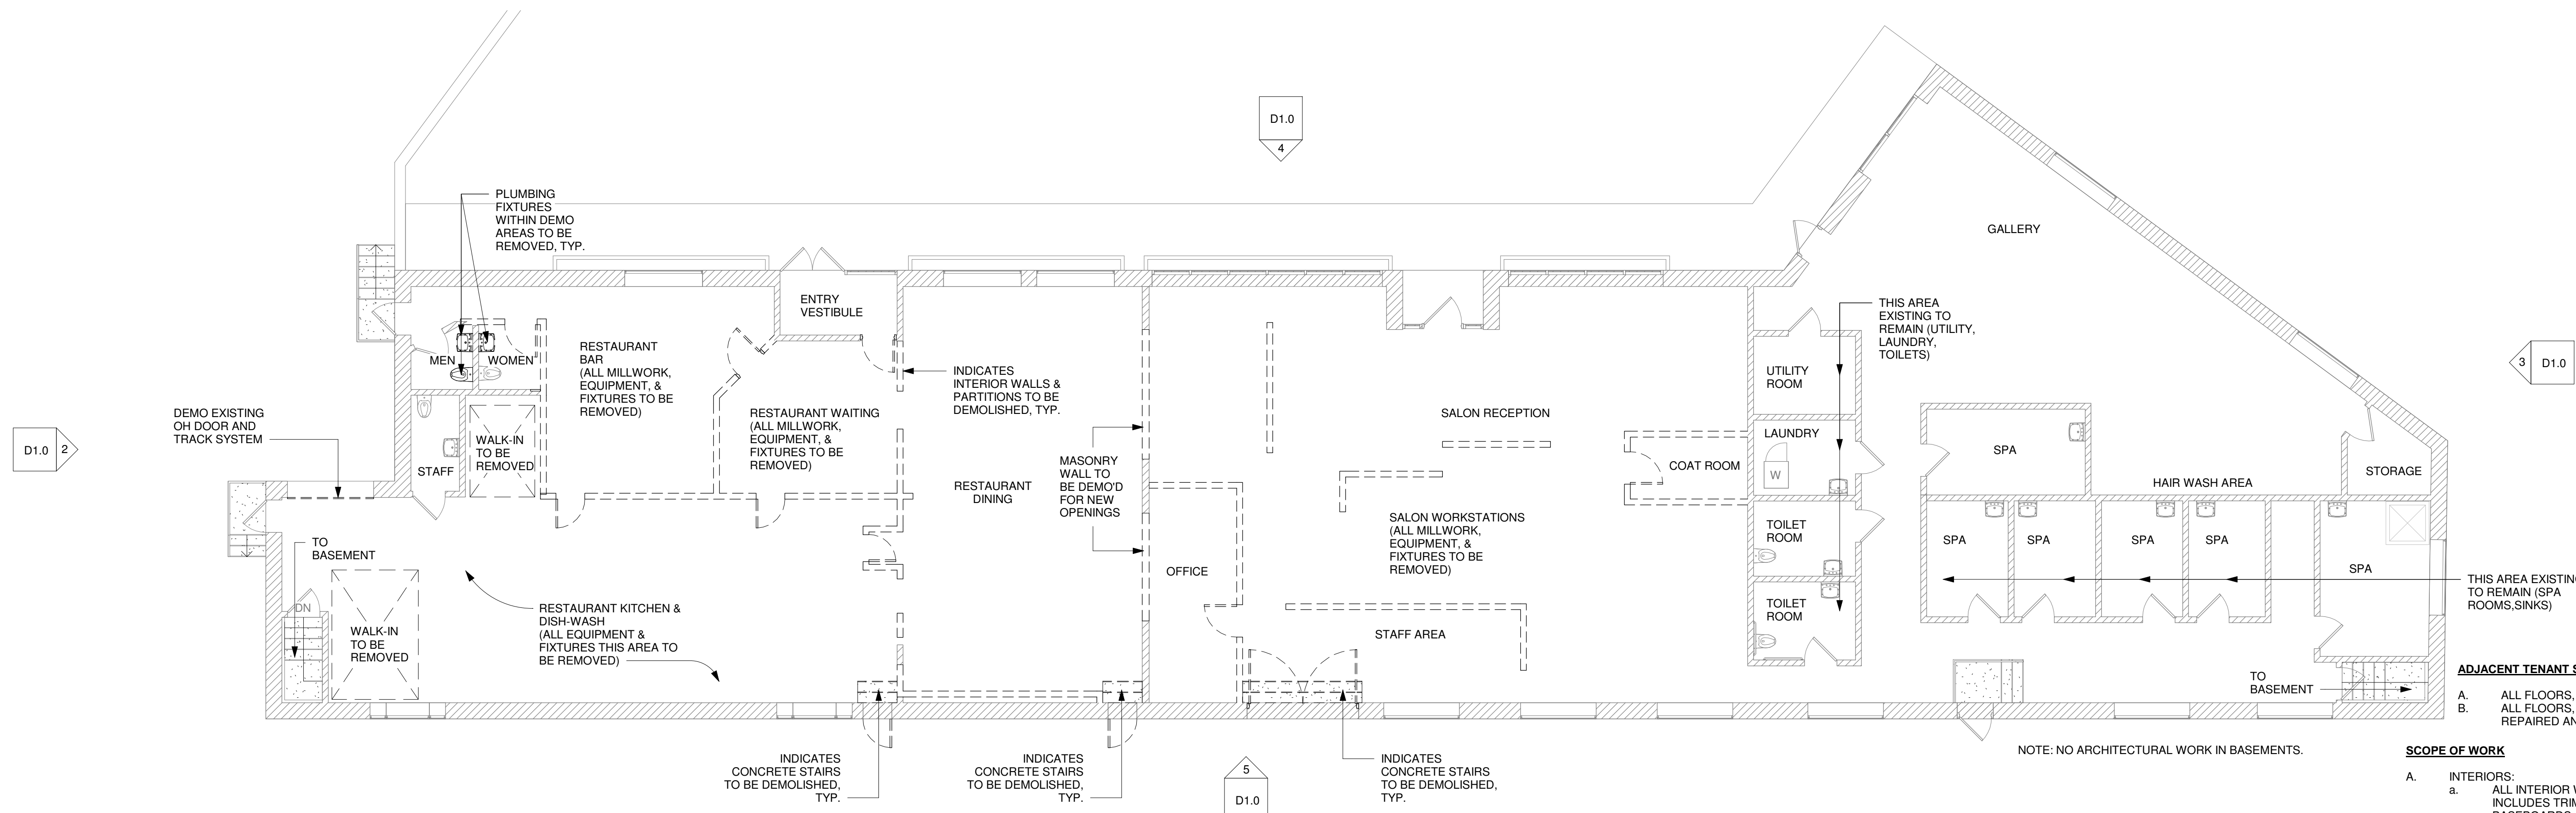 D1.0
4
PLUMBING
FIXTURES
WITHIN DEMO
AREAS TO BE
REMOVED, TYP.
GALLERY
ENTRY
VESTIBULE
THIS AREA
EXISTING TO
REMAIN (UTILITY,
LAUNDRY,
TOILETS)
MEN
WOMEN
RESTAURANT
BAR
(ALL MILLWORK,
EQUIPMENT, &
FIXTURES TO BE
REMOVED)
INDICATES
INTERIOR WALLS &
PARTITIONS TO BE
DEMOLISHED, TYP.
UTILITY
ROOM
3
D1.0
DEMO EXISTING
OH DOOR AND
TRACK SYSTEM
RESTAURANT WAITING
(ALL MILLWORK,
EQUIPMENT, &
FIXTURES TO BE
REMOVED)
SALON RECEPTION
D1.0
2
STAFF
WALK-IN
TO BE
REMOVED
LAUNDRY
W
COAT ROOM
SPA
STORAGE
HAIR WASH AREA
MASONRY
WALL TO
BE DEMO'D
FOR NEW
OPENINGS
RESTAURANT
DINING
SALON WORKSTATIONS
(ALL MILLWORK,
EQUIPMENT, &
FIXTURES TO BE
REMOVED)
TOILET
ROOM
TO
BASEMENT
SPA
SPA
SPA
SPA
SPA
OFFICE
THIS AREA EXISTIN
TO REMAIN (SPA
ROOMS,SINKS)
DN
WALK-IN
TO BE
REMOVED
RESTAURANT KITCHEN &
DISH-WASH
(ALL EQUIPMENT &
FIXTURES THIS AREA TO
BE REMOVED)
STAFF AREA
TOILET
ROOM
TO
BASEMENT
ADJACENT TENANT S
A. ALL FLOORS,
B. ALL FLOORS,
REPAIRED AN
INDICATES
CONCRETE STAIRS
TO BE DEMOLISHED,
TYP.
INDICATES
CONCRETE STAIRS
TO BE DEMOLISHED,
TYP.
5
D1.0
INDICATES
CONCRETE STAIRS
TO BE DEMOLISHED,
TYP.
NOTE: NO ARCHITECTURAL WORK IN BASEMENTS.
SCOPE OF WORK
A. INTERIORS:
a. ALL INTERIOR W
INCLUDES TRIM